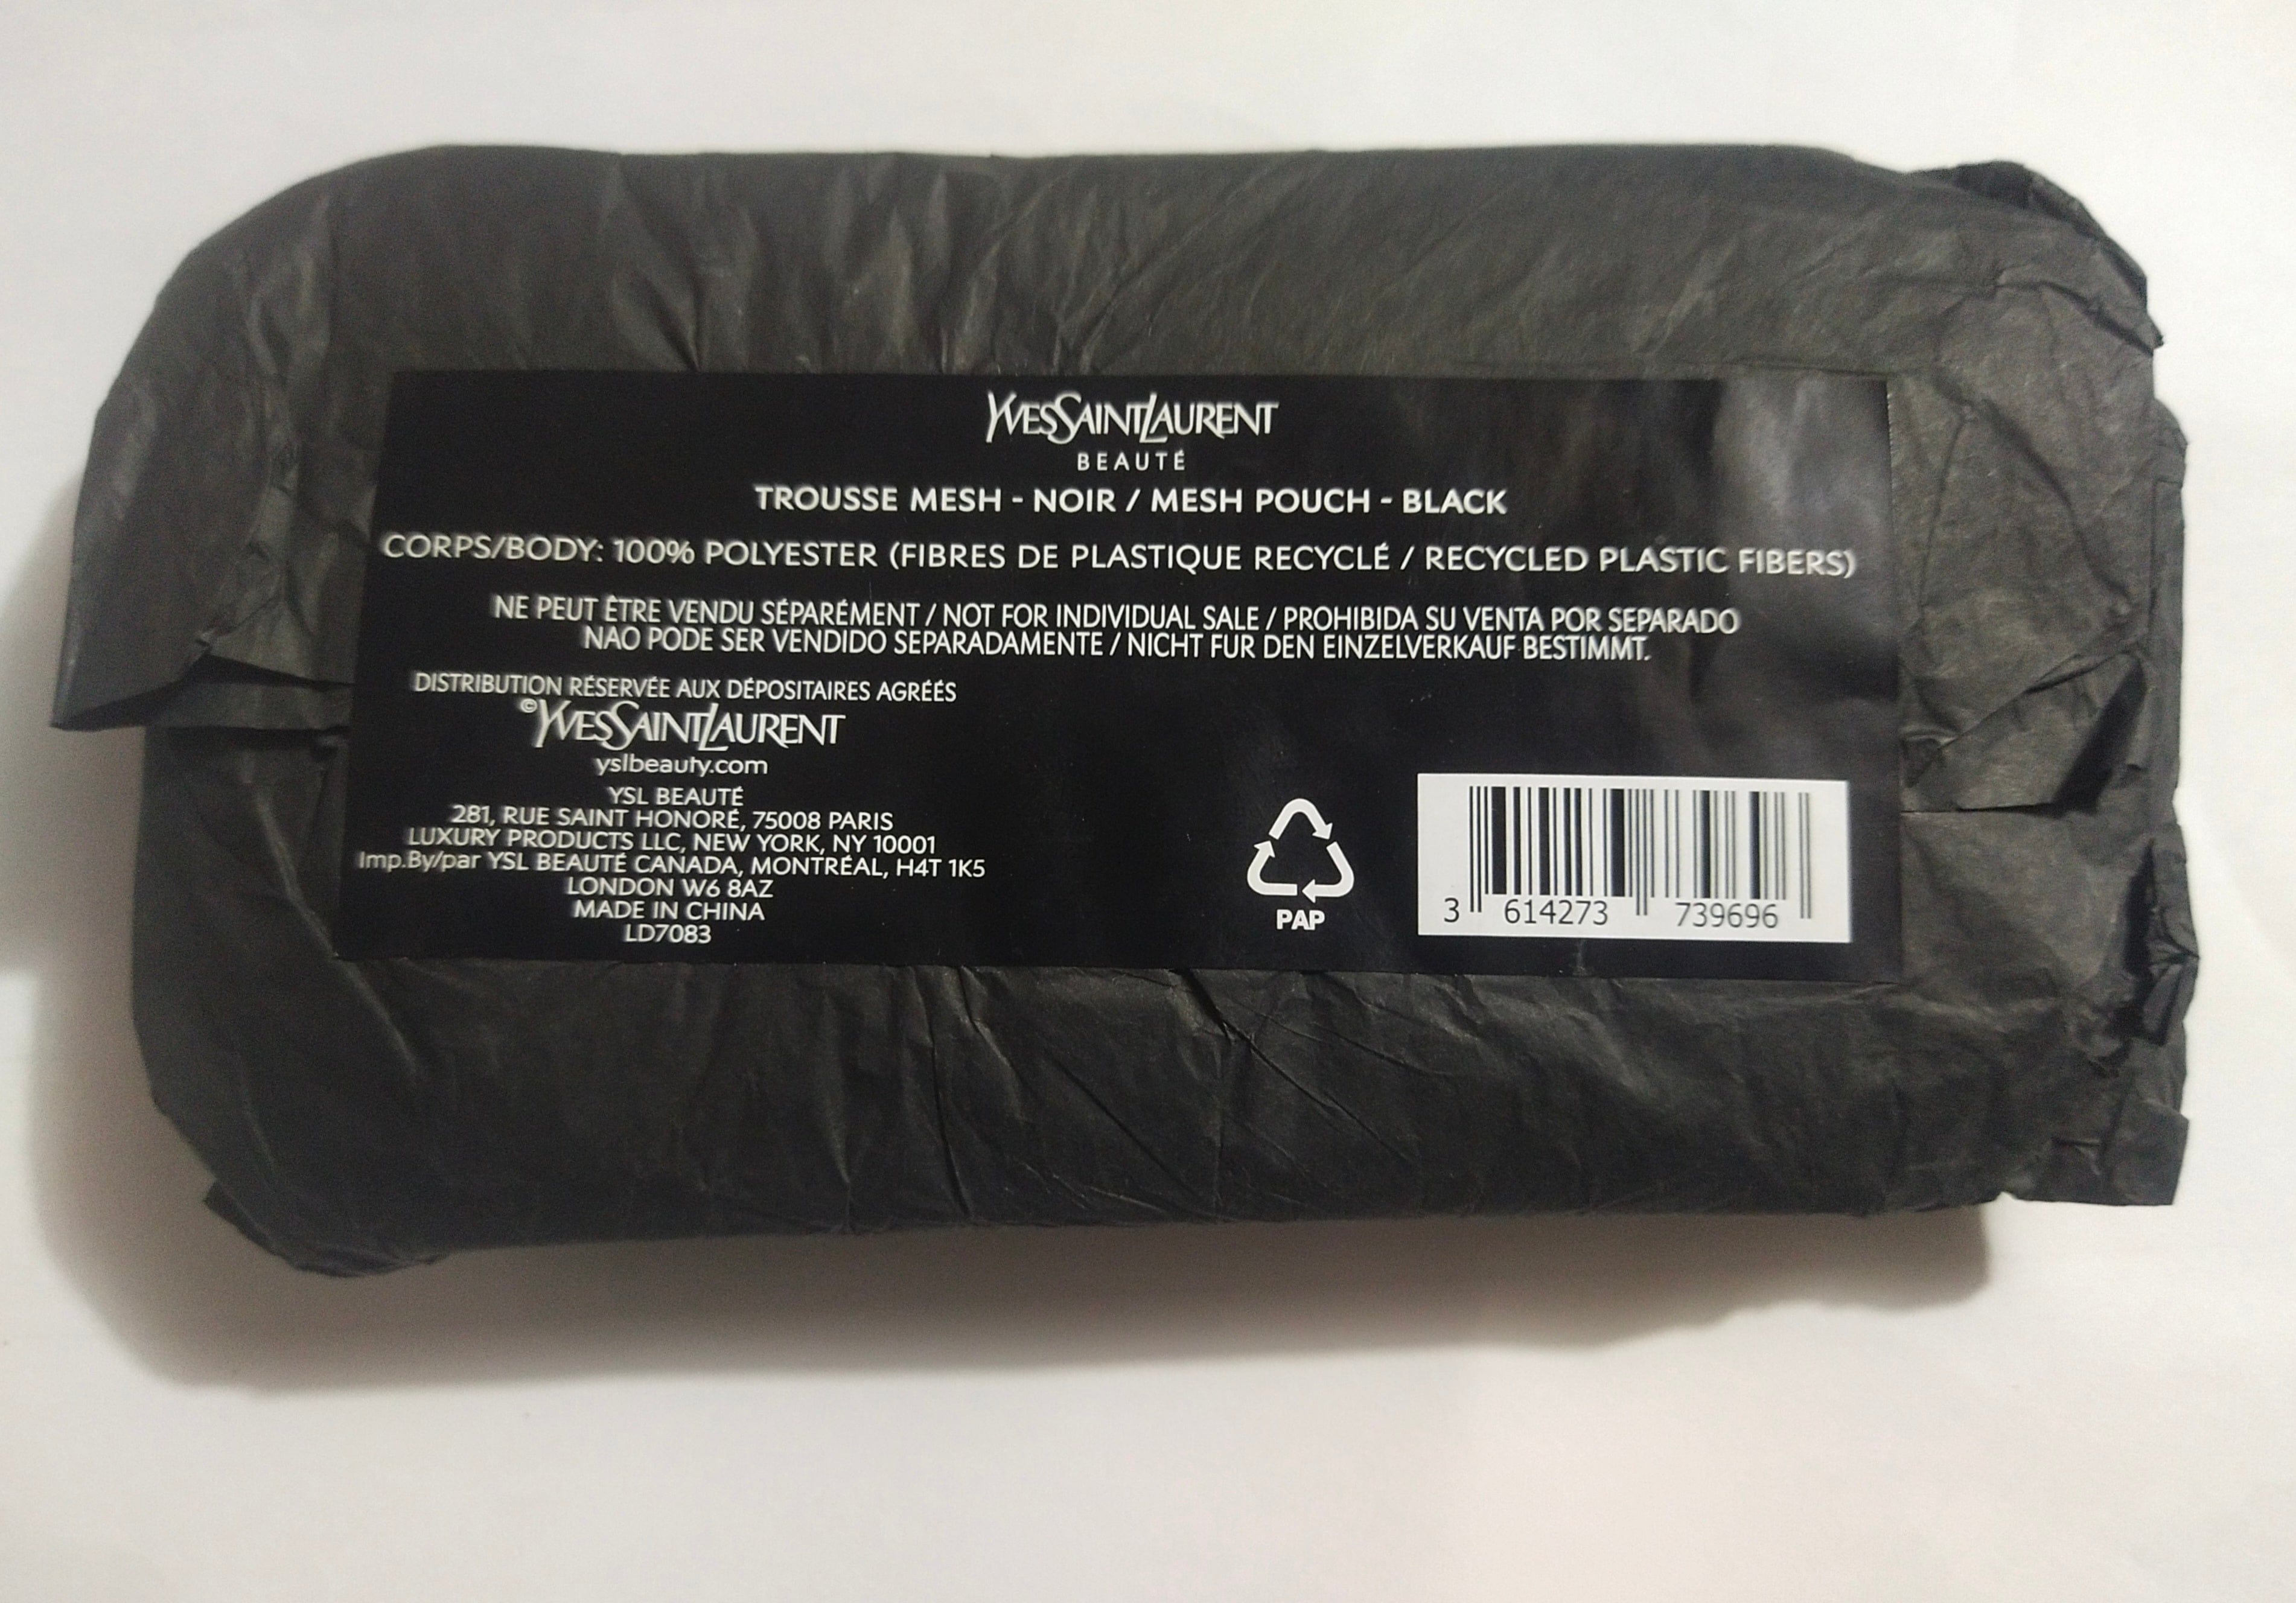 YVESSAINTLAURENT
BEAUTÉ
TROUSSE MESH - NOIR / MESH POUCH - BLACK
CORPS/BODY: 100% POLYESTER (FIBRES DE PLASTIQUE RECYCLÉ / RECYCLED PLASTIC FIBERS)
NE PEUT ÊTRE VENDU SÉPARÉMENT / NOT FOR INDIVIDUAL SALE / PROHIBIDA SU VENTA POR SEPARADO
NAO PODE SER VENDIDO SEPARADAMENTE / NICHT FUR DEN EINZELVERKAUF BESTIMMT.
DISTRIBUTION RÉSERVÉE AUX DÉPOSITAIRES AGRÉÉS
©YVESSAINTLAURENT
yslbeauty.com
YSL BEAUTÉ
281, RUE SAINT HONORÉ, 75008 PARIS
LUXURY PRODUCTS LLC, NEW YORK, NY 10001
Imp.By/par YSL BEAUTÉ CANADA, MONTRÉAL, H4T 1K5
LONDON W6 8AZ
MADE IN CHINA
LD7083
PAP
3 614273 739696